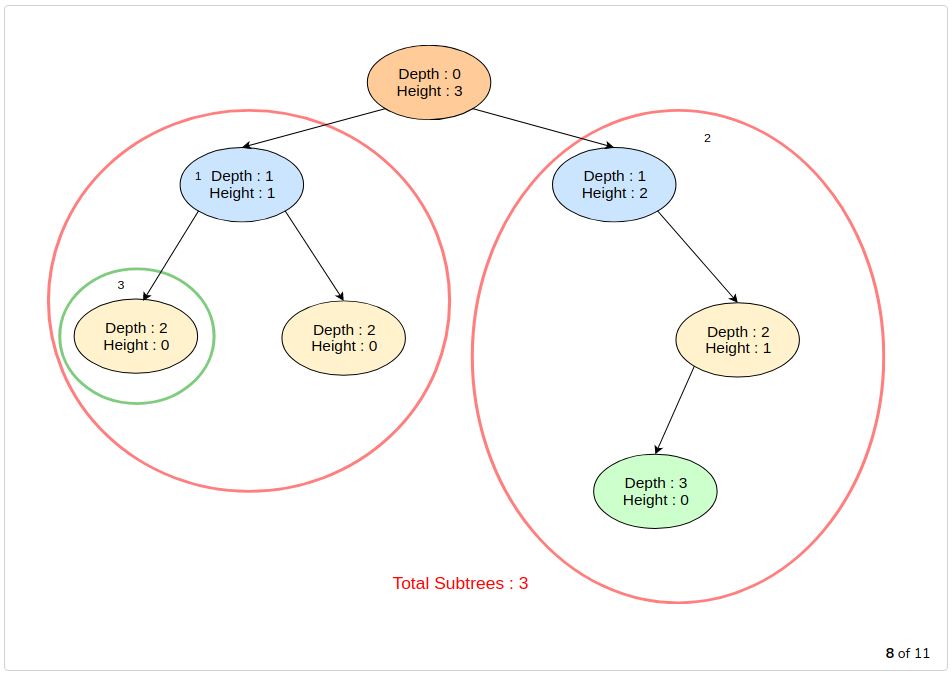 Depth : 0
Height : 3
2
1
Depth : 1
Height : 1
Depth : 1
Height : 2
3
Depth : 2
Height : 0
Depth : 2
Height : 0
Depth : 2
Height : 1
Depth : 3
Height : 0
Total Subtrees : 3
8 of 11